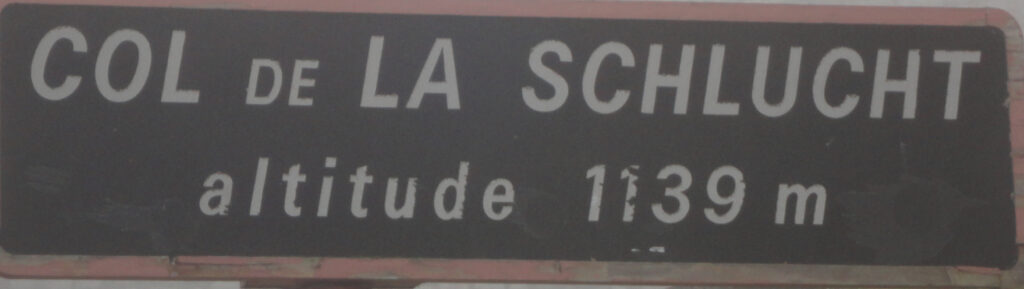 COL DE LA SCHLUCHT
altitude 1139 m